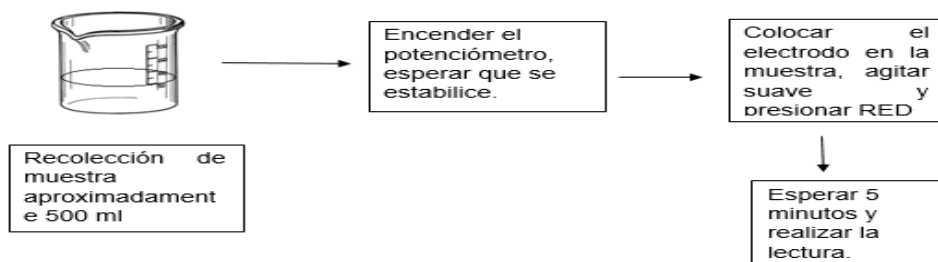 Recolección de
muestra
aproximadament
e 500 ml
Encender el
potenciómetro,
esperar que se
estabilice.
Colocar el
electrodo en la
muestra, agitar
suave y
presionar RED
Esperar 5
minutos y
realizar la
lectura.